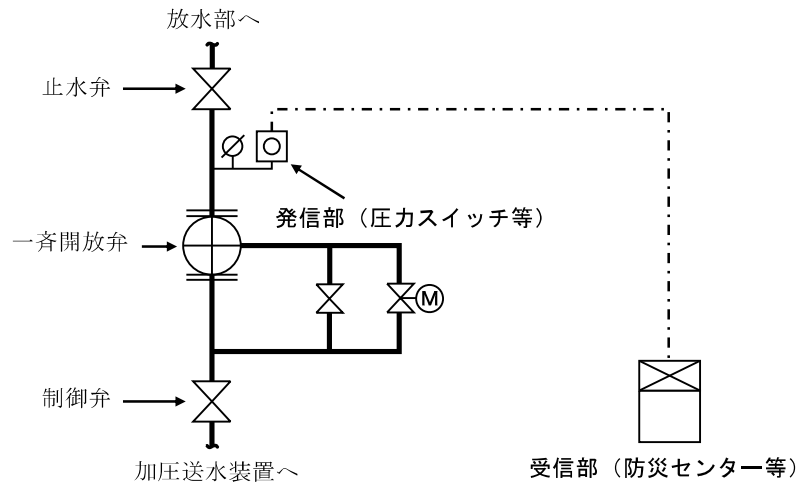 放水部へ
止水弁
発信部（圧力スイッチ等）
一斉開放弁
M
制御弁
加圧送水装置へ
受信部（防災センター等）